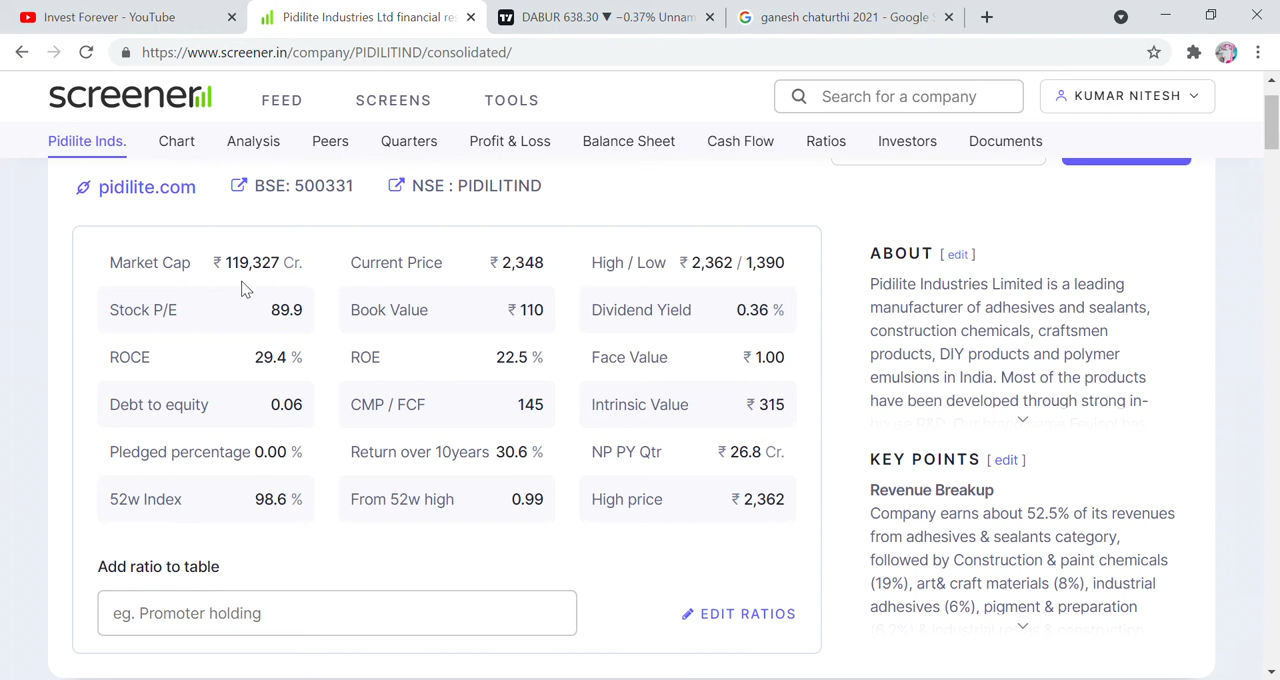 Invest Forever - YouTube
Pidilite Industries Ltd financial re
DABUR 638.30 ▼ −0.37% Unnam
ganesh chaturthi 2021 - Google S
https://www.screener.in/company/PIDILITIND/consolidated/
screener
FEED
SCREENS
TOOLS
Search for a company
KUMAR NITESH
Pidilite Inds.
Chart
Analysis
Peers
Quarters
Profit & Loss
Balance Sheet
Cash Flow
Ratios
Investors
Documents
pidilite.com
BSE: 500331
NSE : PIDILITIND
Market Cap ₹ 119,327 Cr.
Current Price ₹ 2,348
High / Low ₹ 2,362 / 1,390
Stock P/E 89.9
Book Value ₹ 110
Dividend Yield 0.36 %
ROCE 29.4 %
ROE 22.5 %
Face Value ₹ 1.00
Debt to equity 0.06
CMP / FCF 145
Intrinsic Value ₹ 315
Pledged percentage 0.00 %
Return over 10years 30.6 %
NP PY Qtr ₹ 26.8 Cr.
52w Index 98.6 %
From 52w high 0.99
High price ₹ 2,362
Add ratio to table
eg. Promoter holding
EDIT RATIOS
ABOUT [ edit ]
Pidilite Industries Limited is a leading
manufacturer of adhesives and sealants,
construction chemicals, craftsmen
products, DIY products and polymer
emulsions in India. Most of the products
have been developed through strong in-
KEY POINTS [ edit ]
Revenue Breakup
Company earns about 52.5% of its revenues
from adhesives & sealants category,
followed by Construction & paint chemicals
(19%), art& craft materials (8%), industrial
adhesives (6%), pigment & preparation